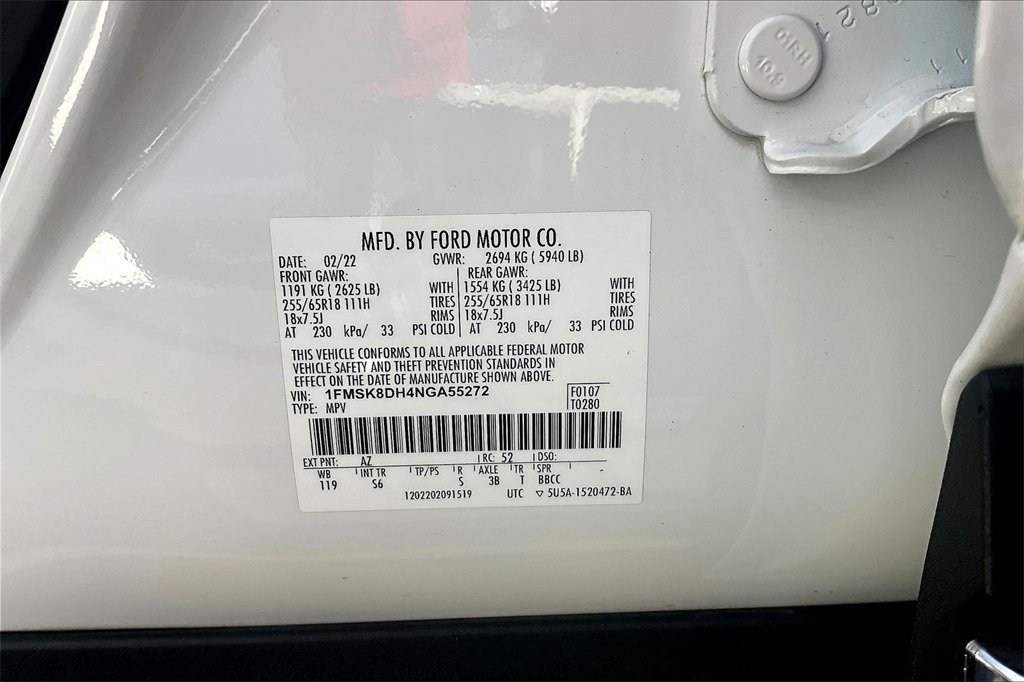 MFD. BY FORD MOTOR CO.
DATE: 02/22 GVWR: 2694 KG ( 5940 LB)
FRONT GAWR: REAR GAWR:
1191 KG ( 2625 LB) WITH 1554 KG ( 3425 LB) WITH
255/65R18 111H TIRES 255/65R18 111H TIRES
18x7.5J RIMS 18x7.5J RIMS
AT 230 kPa/ 33 PSI COLD AT 230 kPa/ 33 PSI COLD
THIS VEHICLE CONFORMS TO ALL APPLICABLE FEDERAL MOTOR
VEHICLE SAFETY AND THEFT PREVENTION STANDARDS IN
EFFECT ON THE DATE OF MANUFACTURE SHOWN ABOVE.
VIN: 1FMSK8DH4NGA55272 F0107
TYPE: MPV T0280
EXT PNT: AZ RC: 52 DSO:
WB INT TR TP/PS R AXLE TR SPR
119 S6 S 3B T BBCC -
1202202091519 UTC ▽ 5U5A-1520472-BA